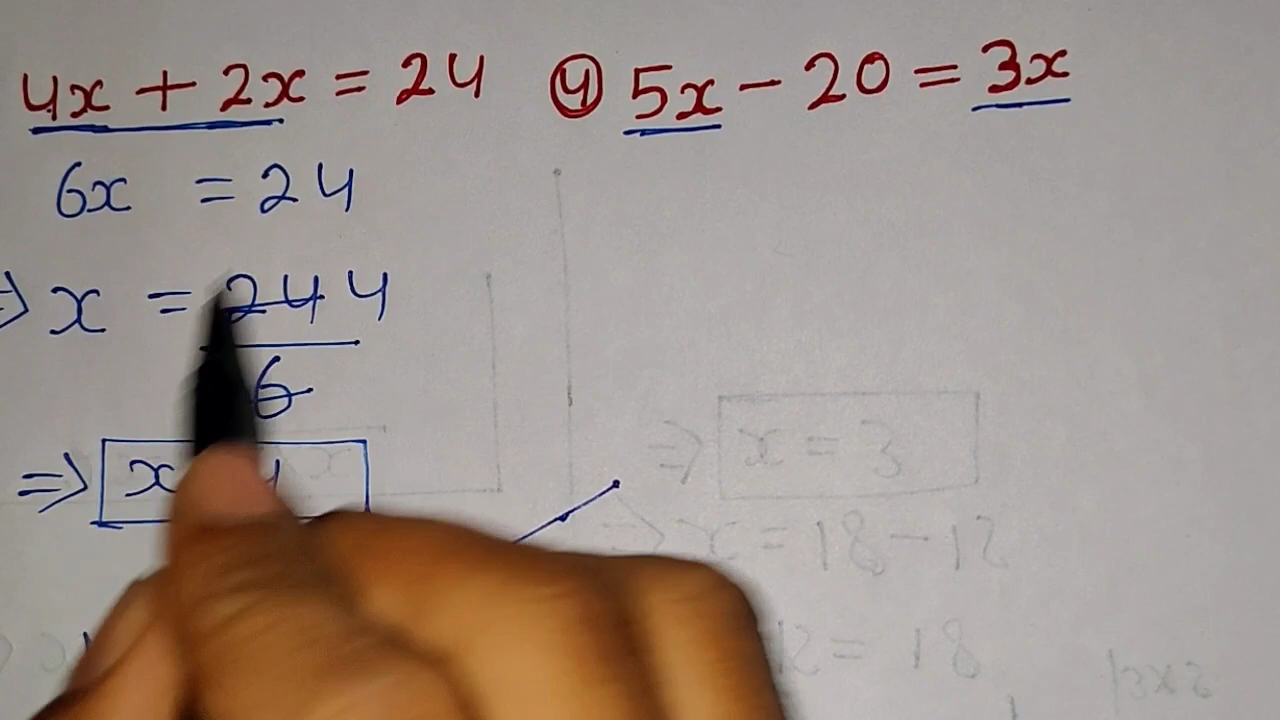 4x + 2x = 24
6x = 24
⇒ x = 24 4
6
⇒ x
④ 5x - 20 = 3x
⇒ x = 3
⇒ x = 18 - 12
12 = 18